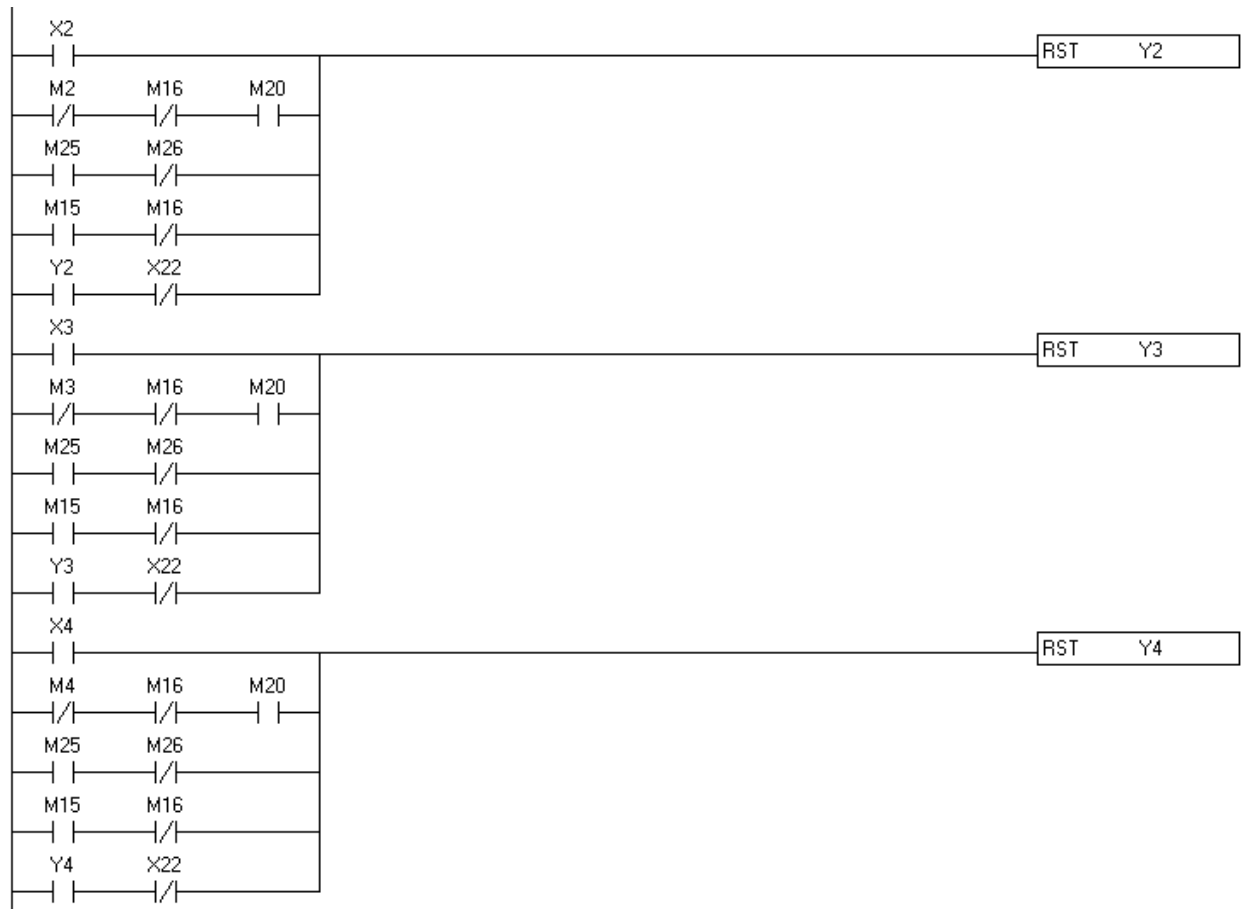 X2
RST Y2
M2 M16 M20
M25 M26
M15 M16
Y2 X22
X3
RST Y3
M3 M16 M20
M25 M26
M15 M16
Y3 X22
X4
RST Y4
M4 M16 M20
M25 M26
M15 M16
Y4 X22